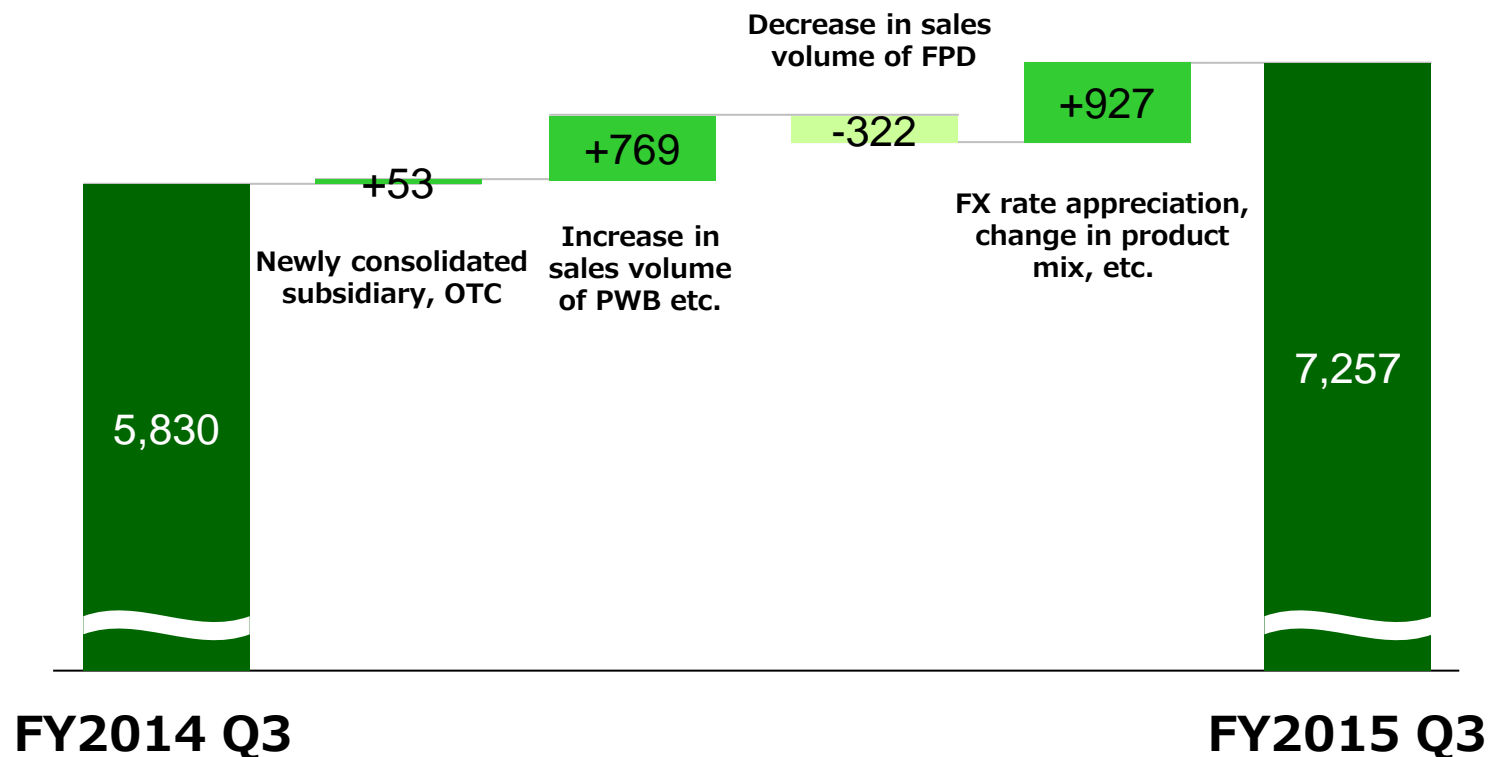 Decrease in sales
volume of FPD
+927
+769
-322
+53
FX rate appreciation,
change in product
mix, etc.
Increase in
sales volume
of PWB etc.
Newly consolidated
subsidiary, OTC
7,257
5,830
FY2014 Q3
FY2015 Q3